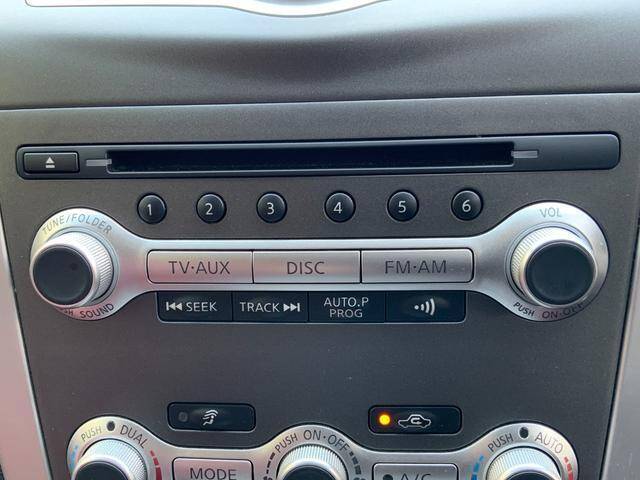 1 2 3 4 5 6
TUNE/FOLDER
VOL
TV·AUX DISC FM·AM
PUSH SOUND
PUSH ON·OFF
SEEK TRACK AUTO.P
PROG
PUSH DUAL
PUSH ON·OFF
PUSH AUTO
MODE
A/C